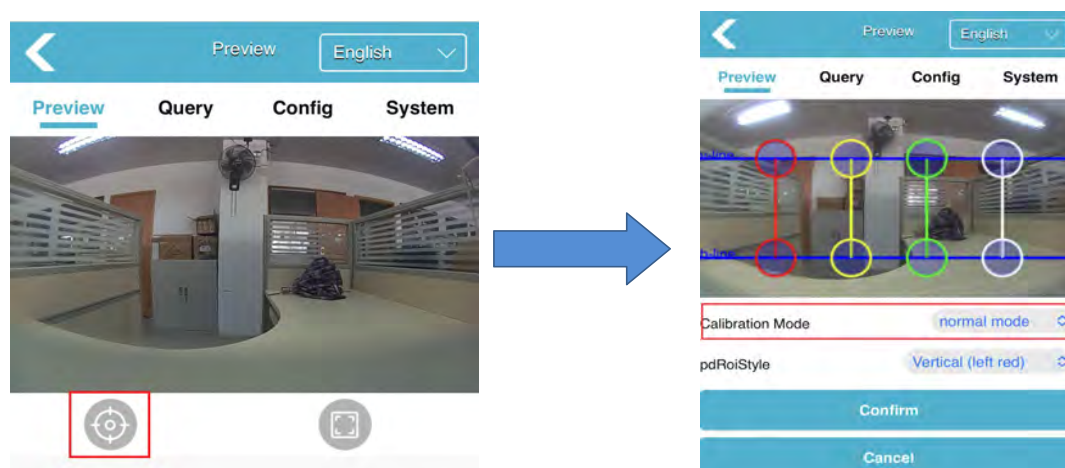 Preview English
Preview Query Config System
Preview English
Preview Query Config System
b-line
Calibration Mode normal mode
pdRoiStyle Vertical (left red)
Confirm
Cancel